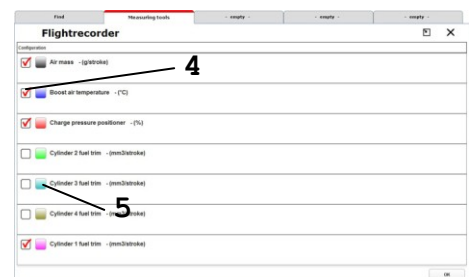 Find Measuring tools - empty - - empty - - empty -
Flightrecorder
Configuration
Air mass - (g/stroke)
4
Boost air temperature - (°C)
Charge pressure positioner - (%)
Cylinder 2 fuel trim - (mm3/stroke)
Cylinder 3 fuel trim - (mm3/stroke)
5
Cylinder 4 fuel trim - (mm3/stroke)
Cylinder 1 fuel trim - (mm3/stroke)
OK